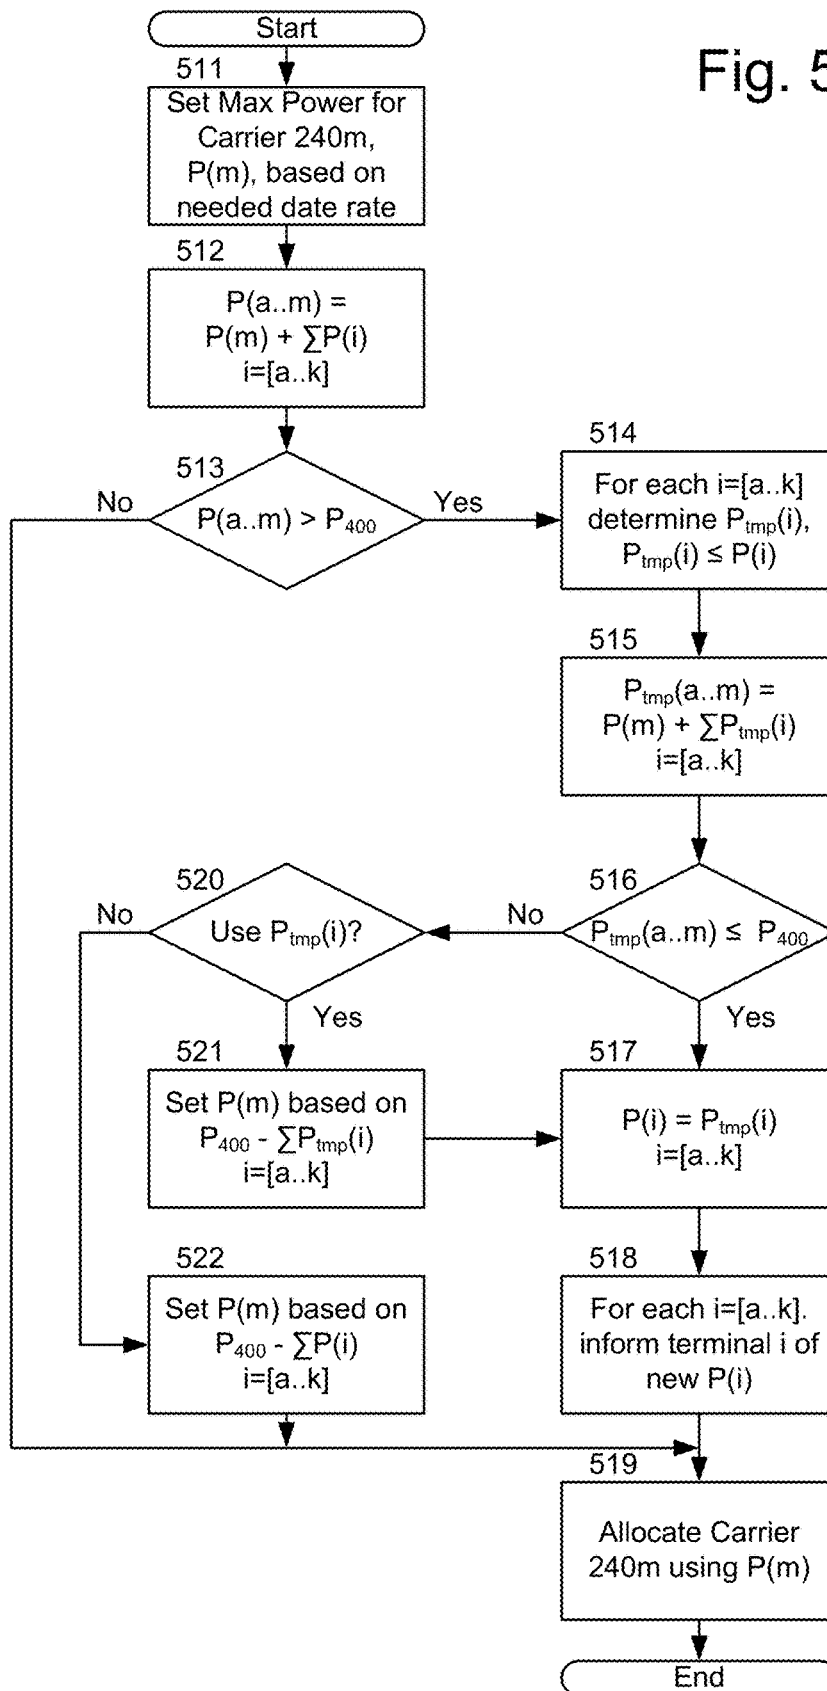 Start
Fig. 5
511
Set Max Power for
Carrier 240m,
P(m), based on
needed date rate
512
P(a..m) =
P(m) + ∑P(i)
i=[a..k]
513
No
P(a..m) > P₄₀₀
Yes
514
For each i=[a..k]
determine Pₜₘₚ(i),
Pₜₘₚ(i) ≤ P(i)
515
Pₜₘₚ(a..m) =
P(m) + ∑Pₜₘₚ(i)
i=[a..k]
516
Pₜₘₚ(a..m) ≤ P₄₀₀
No
Yes
520
Use Pₜₘₚ(i)?
No
Yes
521
Set P(m) based on
P₄₀₀ - ∑Pₜₘₚ(i)
i=[a..k]
517
P(i) = Pₜₘₚ(i)
i=[a..k]
522
Set P(m) based on
P₄₀₀ - ∑P(i)
i=[a..k]
518
For each i=[a..k].
inform terminal i of
new P(i)
519
Allocate Carrier
240m using P(m)
End